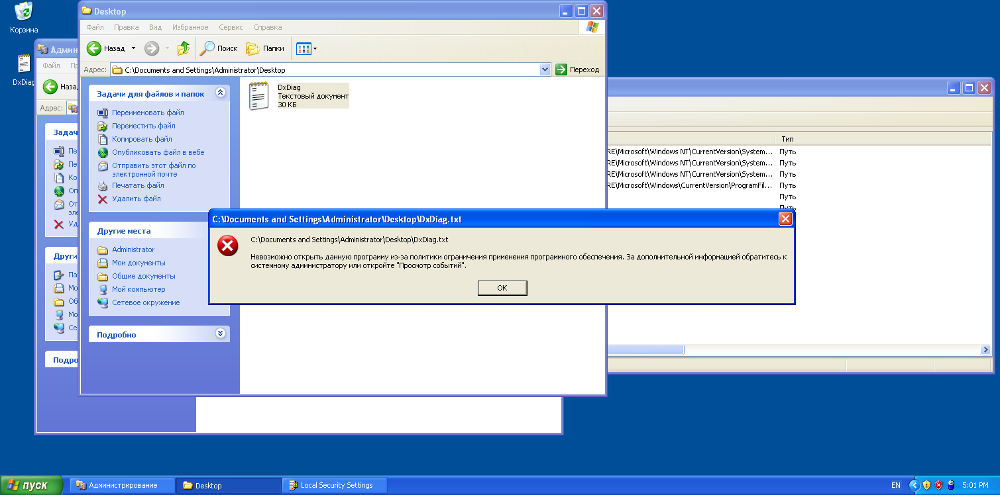 Корзина
DxDiag
Админ
Файл
Наза
Адрес:
Задач
Пе
Пе
Ко
Оп
От
эле
Уд
Други
Па
Мо
Об
Мо
Се
Подро
Desktop
Файл Правка Вид Избранное Сервис Справка
Назад Поиск Папки
Адрес: C:\Documents and Settings\Administrator\Desktop Переход
Задачи для файлов и папок
Переименовать файл
Переместить файл
Копировать файл
Опубликовать файл в вебе
Отправить этот файл по
электронной почте
Печатать файл
Удалить файл
Другие места
Administrator
Мои документы
Общие документы
Мой компьютер
Сетевое окружение
Подробно
DxDiag
Текстовый документ
30 КБ
Тип
RE\Microsoft\Windows NT\CurrentVersion\System... Путь
RE\Microsoft\Windows NT\CurrentVersion\System... Путь
RE\Microsoft\Windows NT\CurrentVersion\System... Путь
RE\Microsoft\Windows\CurrentVersion\ProgramFil... Путь
Путь
Путь
C:\Documents and Settings\Administrator\Desktop\DxDiag.txt
C:\Documents and Settings\Administrator\Desktop\DxDiag.txt
Невозможно открыть данную программу из-за политики ограничения применения программного обеспечения. За дополнительной информацией обратитесь к
системному администратору или откройте "Просмотр событий".
OK
пуск Администрирование Desktop Local Security Settings EN 5:01 PM